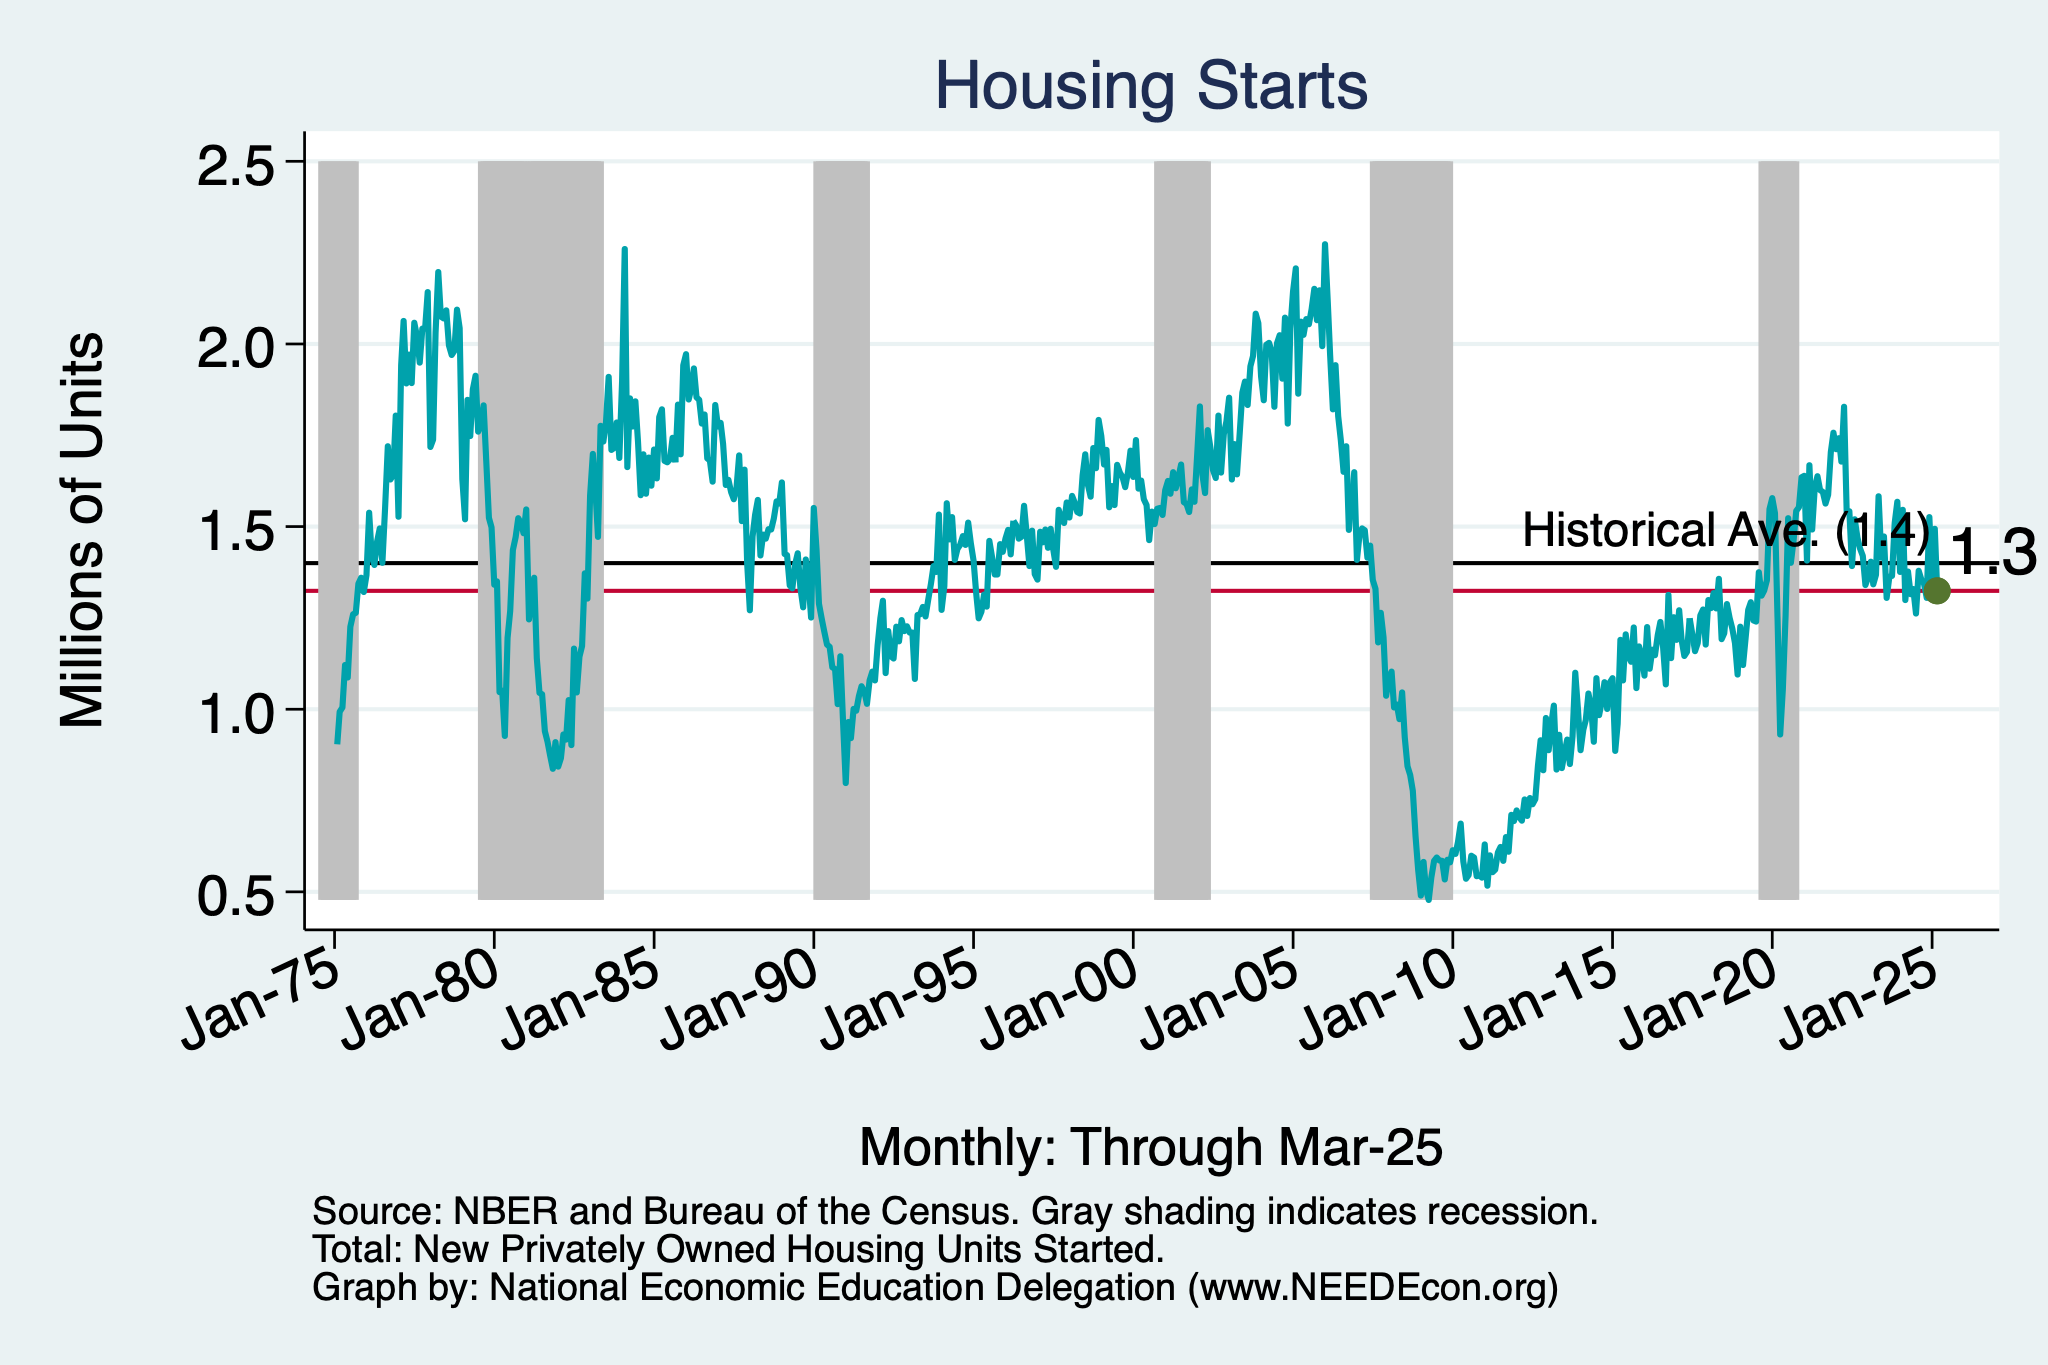 Housing Starts
Millions of Units
2.5
2.0
1.5
1.0
0.5
Historical Ave. (1.4)
1.3
Jan-75
Jan-80
Jan-85
Jan-90
Jan-95
Jan-00
Jan-05
Jan-10
Jan-15
Jan-20
Jan-25
Monthly: Through Mar-25
Source: NBER and Bureau of the Census. Gray shading indicates recession.
Total: New Privately Owned Housing Units Started.
Graph by: National Economic Education Delegation (www.NEEDEcon.org)